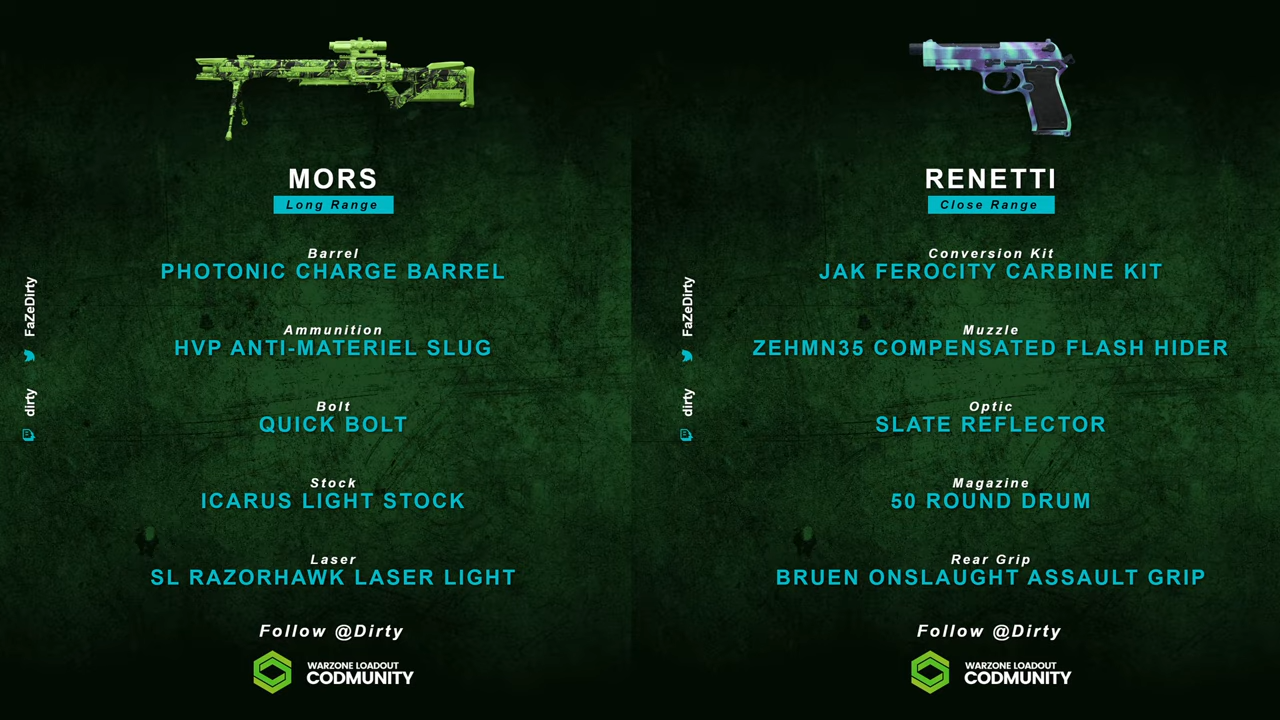 MORS
Long Range
Barrel
PHOTONIC CHARGE BARREL
Ammunition
HVP ANTI-MATERIEL SLUG
Bolt
QUICK BOLT
Stock
ICARUS LIGHT STOCK
Laser
SL RAZORHAWK LASER LIGHT
Follow @Dirty
WARZONE LOADOUT
CODMUNITY
FaZeDirty
dirty
RENETTI
Close Range
Conversion Kit
JAK FEROCITY CARBINE KIT
Muzzle
ZEHMN35 COMPENSATED FLASH HIDER
Optic
SLATE REFLECTOR
Magazine
50 ROUND DRUM
Rear Grip
BRUEN ONSLAUGHT ASSAULT GRIP
Follow @Dirty
WARZONE LOADOUT
CODMUNITY
FaZeDirty
dirty